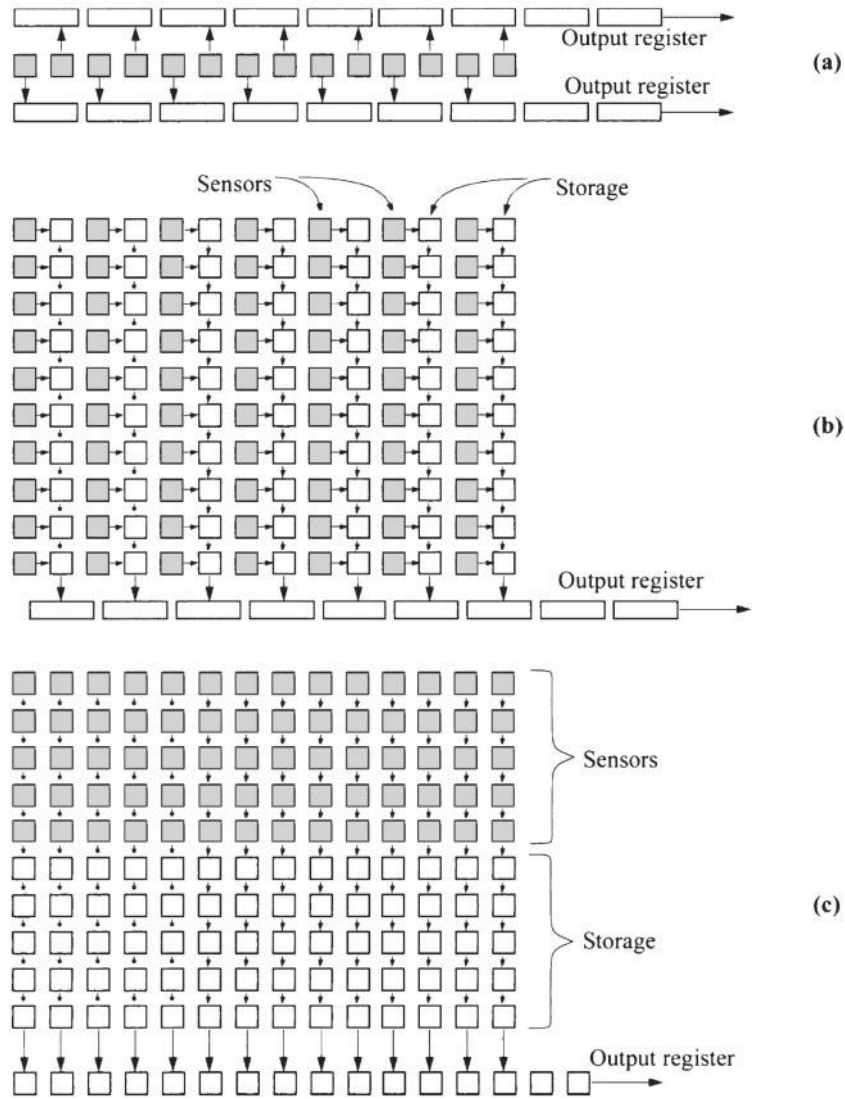 Output register
(a)
Output register
Sensors
Storage
(b)
Output register
Sensors
(c)
Storage
Output register